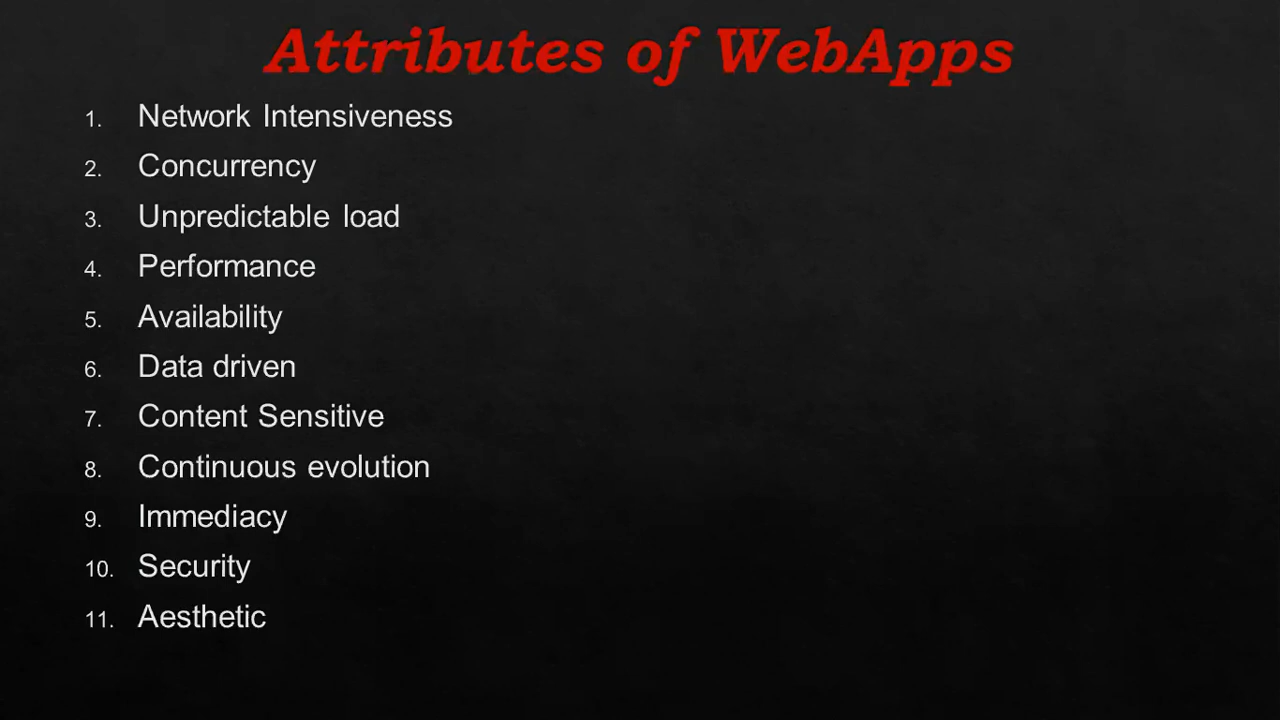 Attributes of WebApps
1. Network Intensiveness
2. Concurrency
3. Unpredictable load
4. Performance
5. Availability
6. Data driven
7. Content Sensitive
8. Continuous evolution
9. Immediacy
10. Security
11. Aesthetic